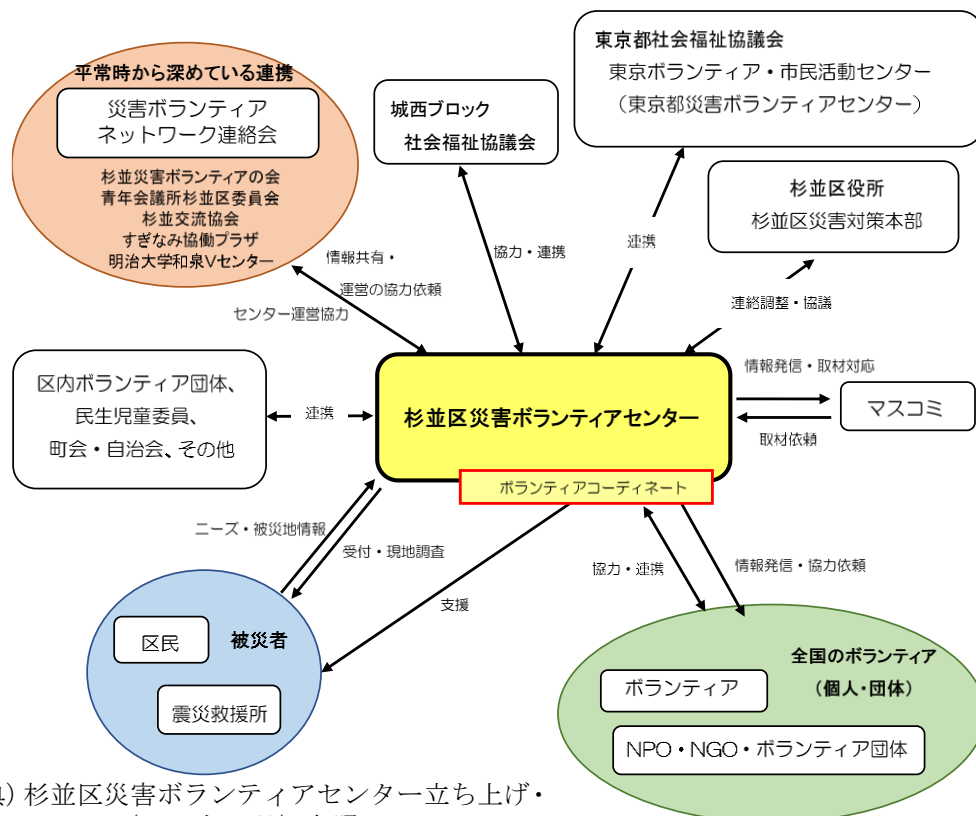 平常時から深めている連携
災害ボランティア
ネットワーク連絡会
杉並災害ボランティアの会
青年会議所杉並区委員会
杉並交流協会
すぎなみ協働プラザ
明治大学和泉Vセンター
城西ブロック
社会福祉協議会
東京都社会福祉協議会
東京ボランティア・市民活動センター
（東京都災害ボランティアセンター）
杉並区役所
杉並区災害対策本部
情報共有・
運営の協力依頼
センター運営協力
協力・連携
連携
連絡調整・協議
区内ボランティア団体、
民生児童委員、
町会・自治会、その他
連携
杉並区災害ボランティアセンター
ボランティアコーディネート
情報発信・取材対応
マスコミ
取材依頼
ニーズ・被災地情報
受付・現地調査
支援
協力・連携
情報発信・協力依頼
区民
被災者
震災救援所
全国のボランティア
（個人・団体）
ボランティア
NPO・NGO・ボランティア団体
)杉並区災害ボランティアセンター立ち上げ・